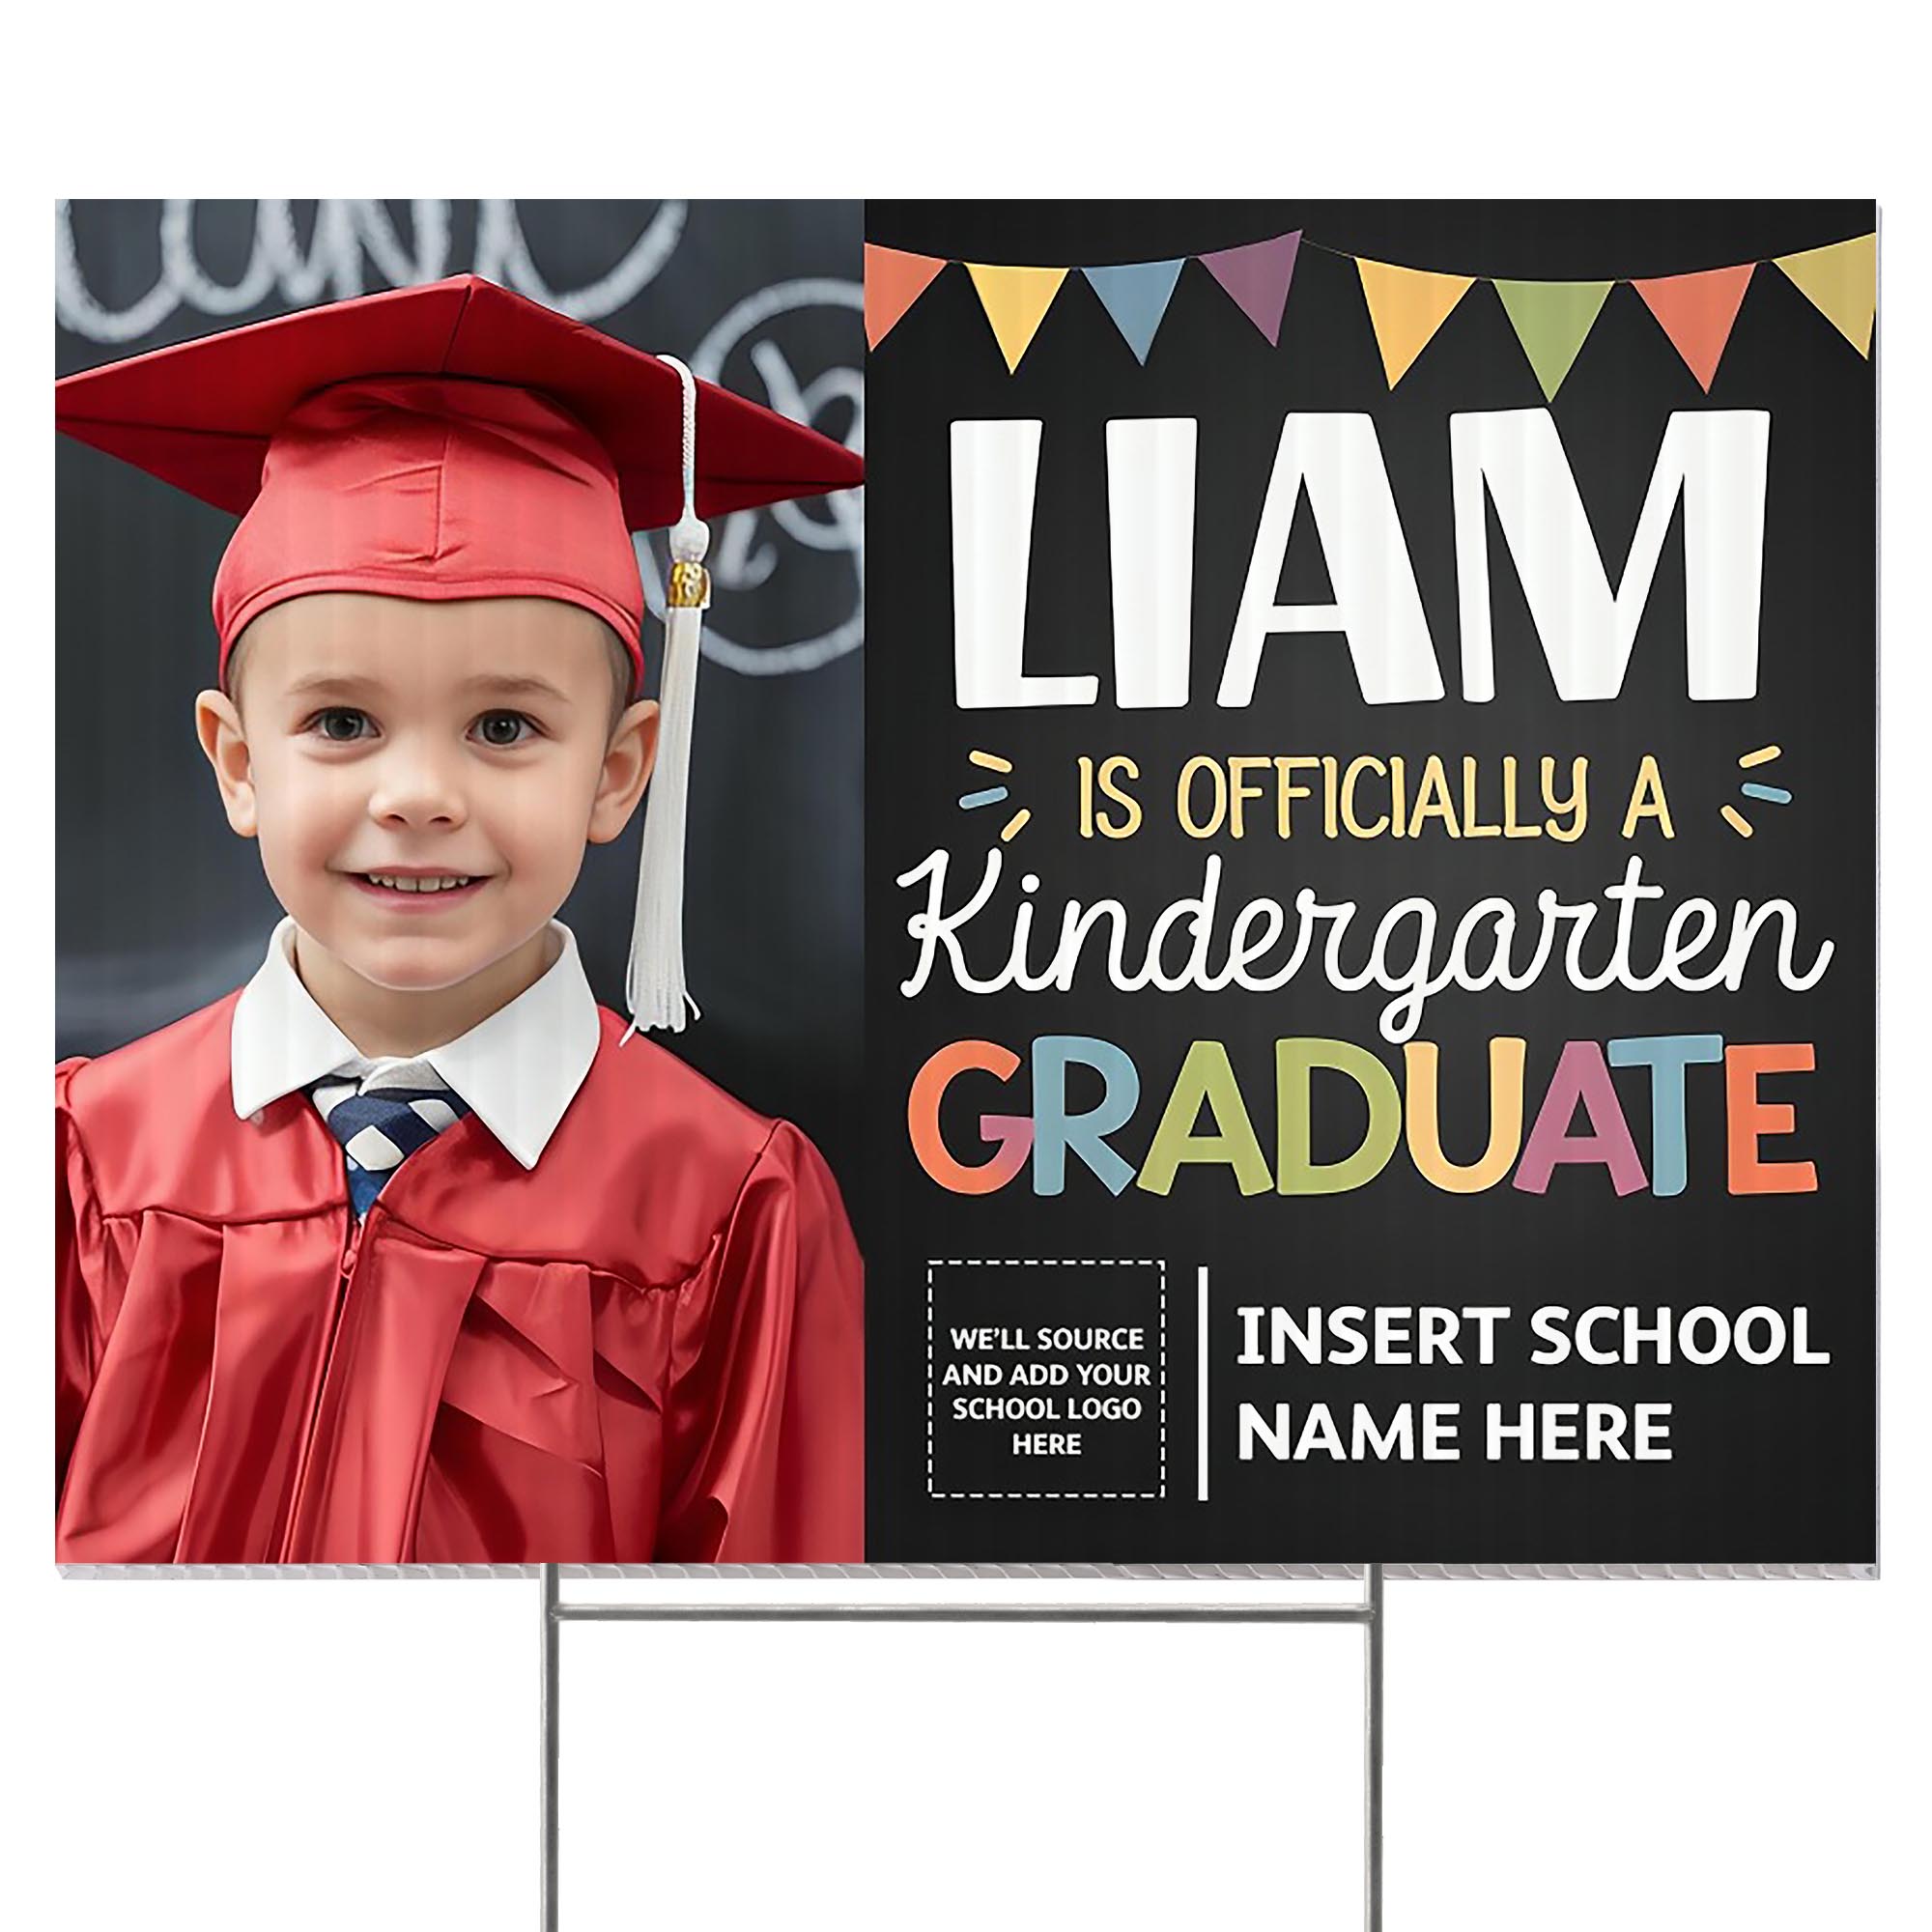 LIAM
IS OFFICIALLY A
Kindergarten
GRADUATE
WE'LL SOURCE
AND ADD YOUR
SCHOOL LOGO
HERE
INSERT SCHOOL
NAME HERE